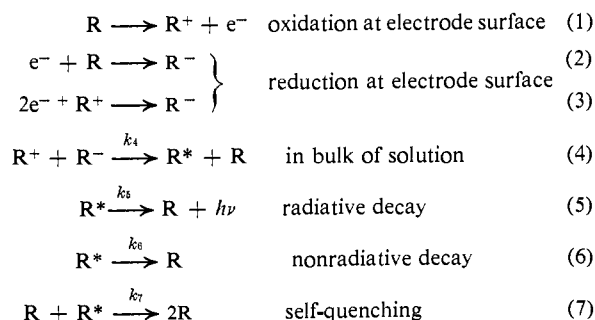 R ⟶ R⁺ + e⁻ oxidation at electrode surface (1)
e⁻ + R ⟶ R⁻ (2)
} reduction at electrode surface
2e⁻ + R⁺ ⟶ R⁻ (3)
R⁺ + R⁻ —k₄→ R* + R in bulk of solution (4)
R* —k₅→ R + hν radiative decay (5)
R* —k₆→ R nonradiative decay (6)
R + R* —k₇→ 2R self-quenching (7)